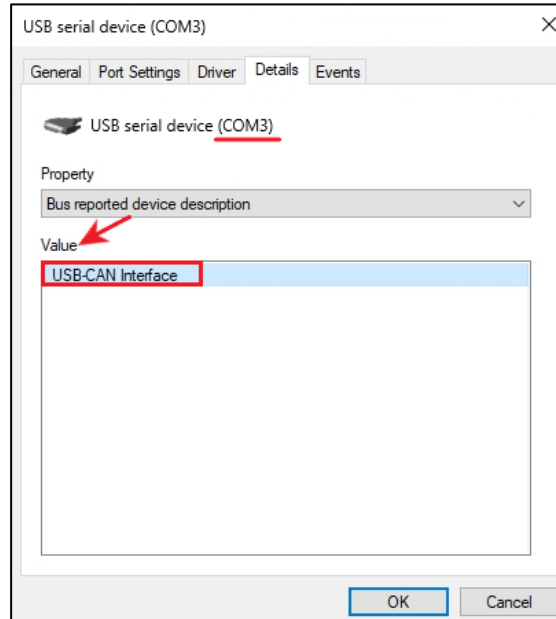 USB serial device (COM3)
General Port Settings Driver Details Events
USB serial device (COM3)
Property
Bus reported device description
Value
USB-CAN Interface
OK Cancel